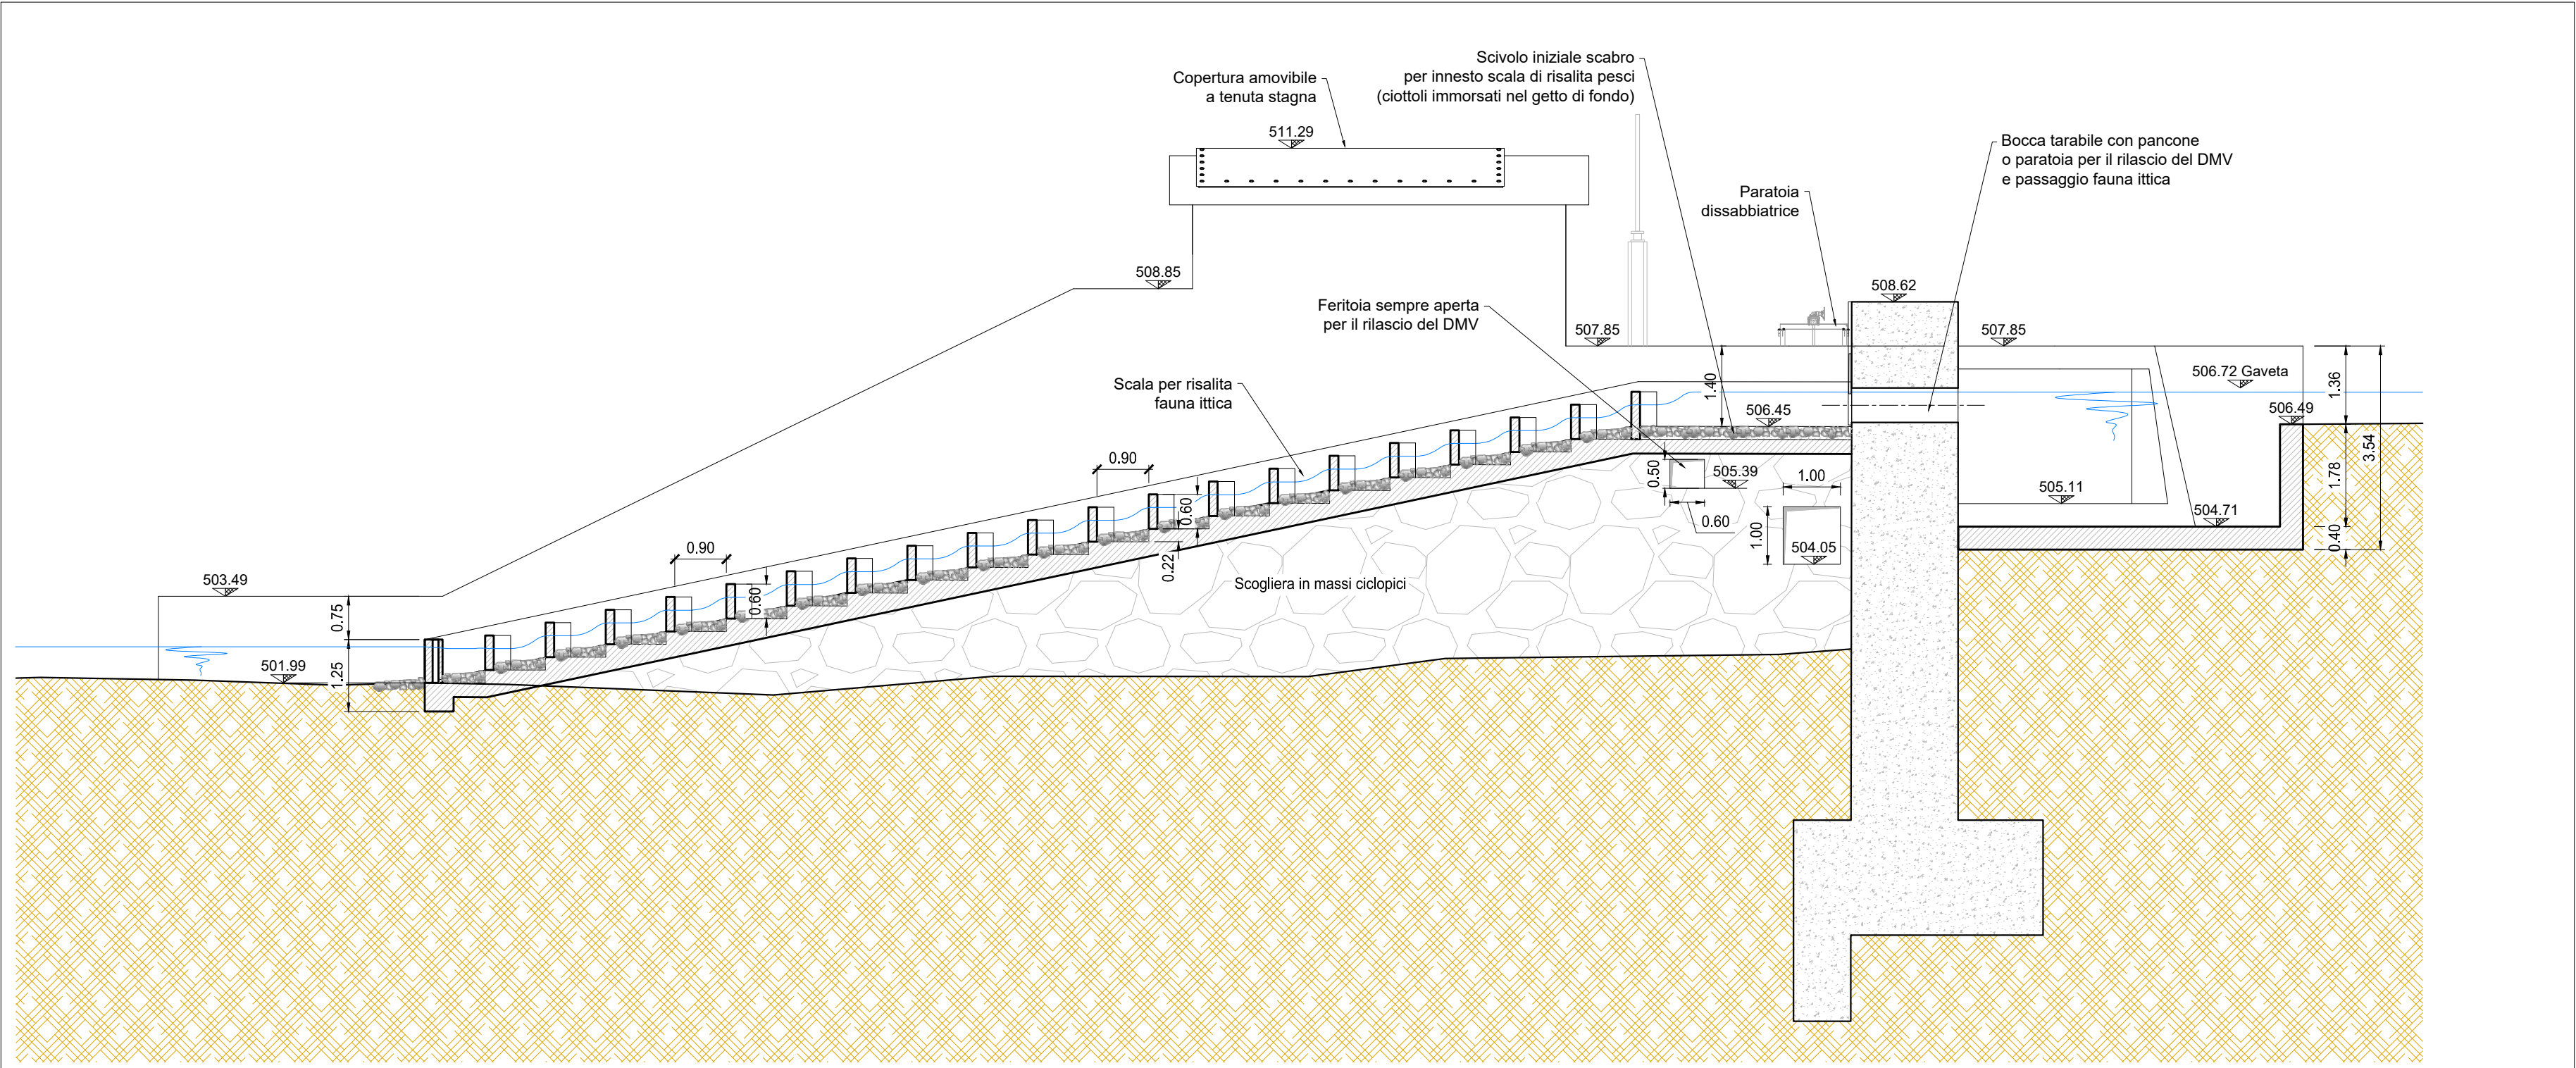 Scivolo iniziale scabro
per innesto scala di risalita pesci
(ciottoli immorsati nel getto di fondo)
Copertura amovibile
a tenuta stagna
511.29
Bocca tarabile con pancone
o paratoia per il rilascio del DMV
e passaggio fauna ittica
Paratoia
dissabbiatrice
508.85
508.62
Feritoia sempre aperta
per il rilascio del DMV
507.85
507.85
506.72 Gaveta
1.36
3.54
1.40
Scala per risalita
fauna ittica
506.45
506.49
0.90
0.50
505.39
1.00
1.78
0.60
505.11
504.71
0.60
1.00
0.40
0.90
504.05
0.22
Scogliera in massi ciclopici
503.49
0.60
0.75
501.99
1.25